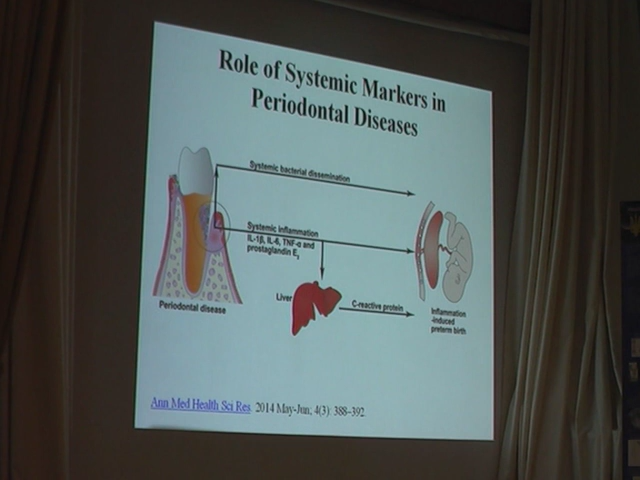 Role of Systemic Markers in
Periodontal Diseases
Systemic bacterial dissemination
Systemic inflammation
IL-1β, IL-6, TNF-α and
prostaglandin E₂
Liver
C-reactive protein
Periodontal disease
Inflammation
-induced
preterm birth
Ann Med Health Sci Res. 2014 May-Jun; 4(3): 388–392.